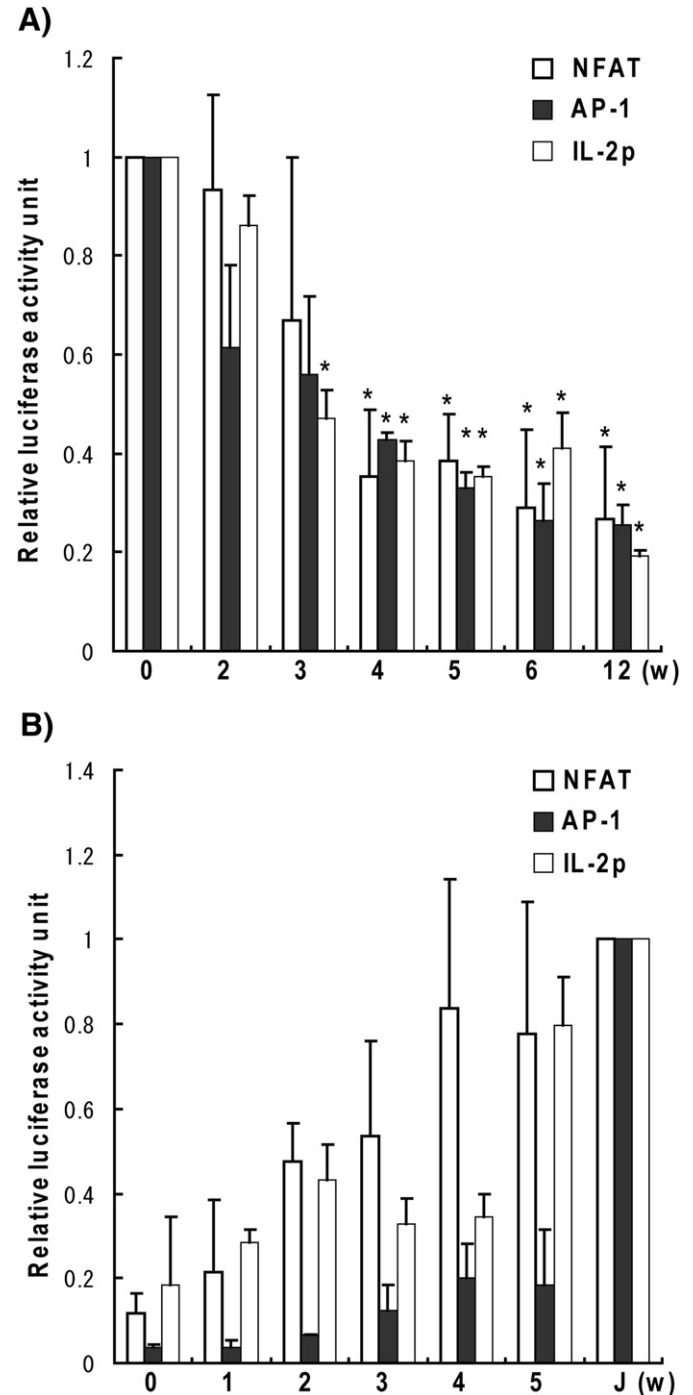 A)
Relative luciferase activity unit
1.2
1
0.8
0.6
0.4
0.2
0
NFAT
AP-1
IL-2p
*
* * *
* * *
* * *
* * *
0 2 3 4 5 6 12 (w)
B)
Relative luciferase activity unit
1.4
1.2
1
0.8
0.6
0.4
0.2
0
NFAT
AP-1
IL-2p
0 1 2 3 4 5 J (w)